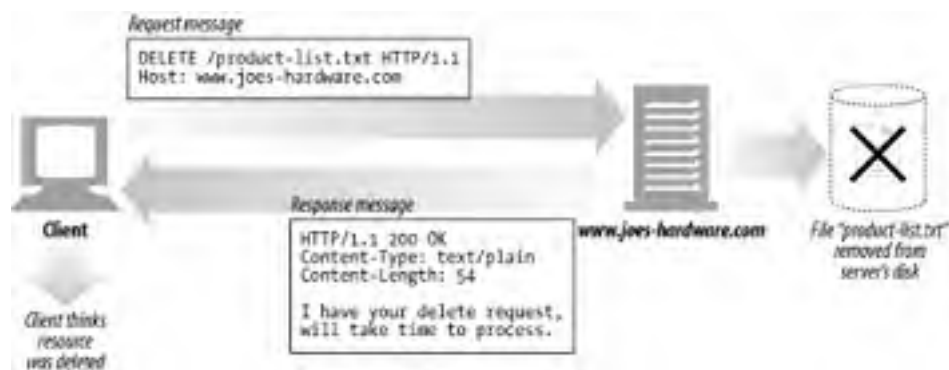 Request message
DELETE /product-list.txt HTTP/1.1
Host: www.joes-hardware.com
Client
www.joes-hardware.com
Response message
HTTP/1.1 200 OK
Content-Type: text/plain
Content-Length: 54
I have your delete request,
will take time to process.
File "product-list.txt"
removed from
server's disk
Client thinks
resource
was deleted